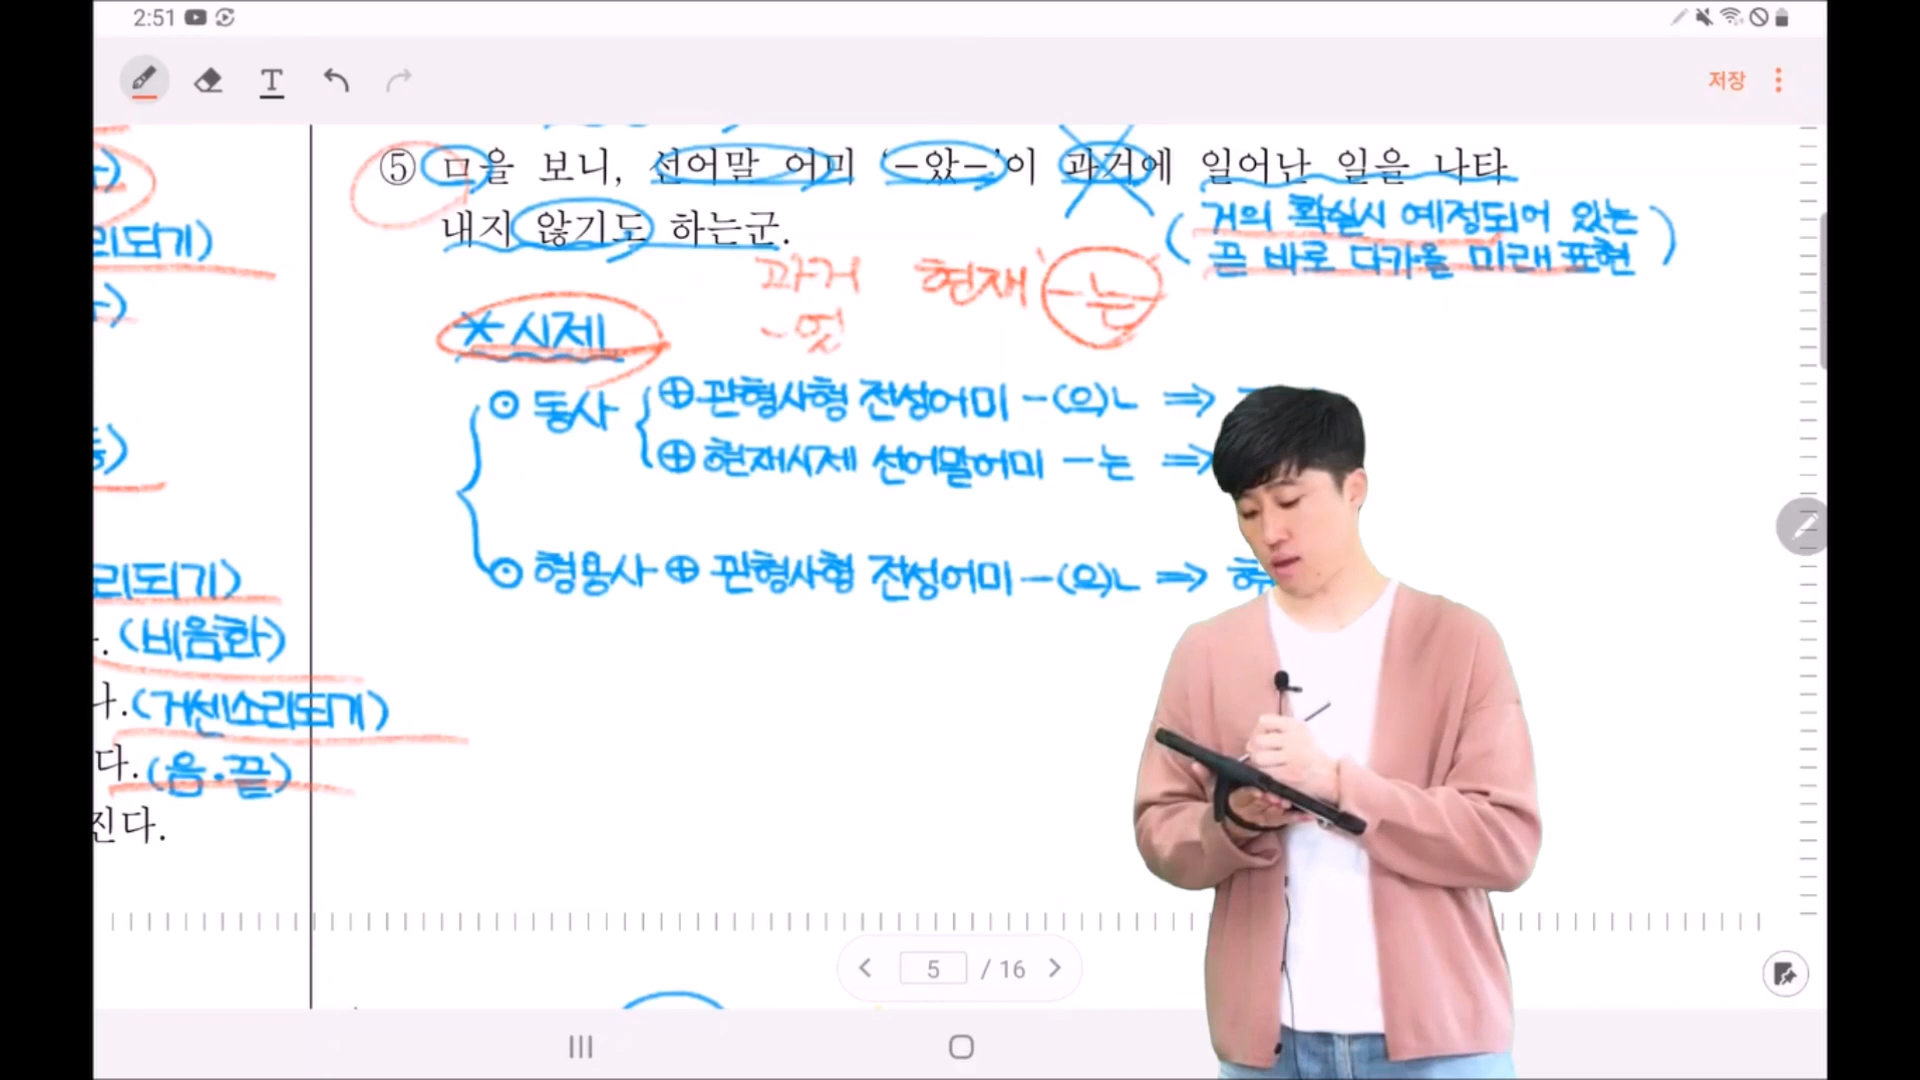 2:51
T
저장
⑤ ㅁ을 보니, 선어말 어미 '-았-'이 과거에 일어난 일을 나타
내지 않기도 하는군.
(거의 확실시 예정되어 있는
곧 바로 다가올 미래 표현)
과거 현재 -는-
-엇
* 시제
⊙ 동사 { ⊕ 관형사형 전성어미 -(으)ㄴ ⇒
⊕ 현재시제 선어말어미 -는 ⇒
⊙ 형용사 ⊕ 관형사형 전성어미 -(으)ㄴ ⇒ 현
리되기)
리되기)
. (비음화)
나. (거센소리되기)
다. (음.끝)
진다.
5 / 16